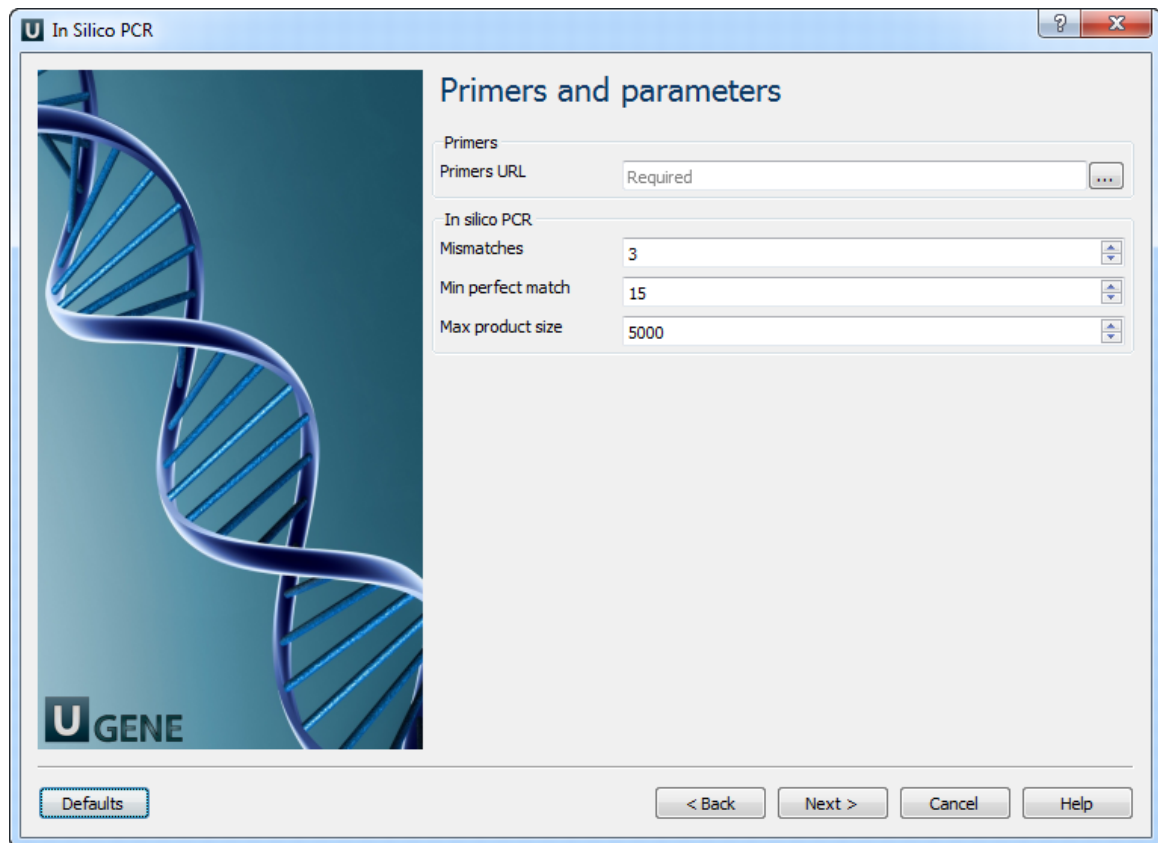 U In Silico PCR
?
X
Primers and parameters
Primers
Primers URL Required ...
In silico PCR
Mismatches 3
Min perfect match 15
Max product size 5000
U GENE
Defaults < Back Next > Cancel Help